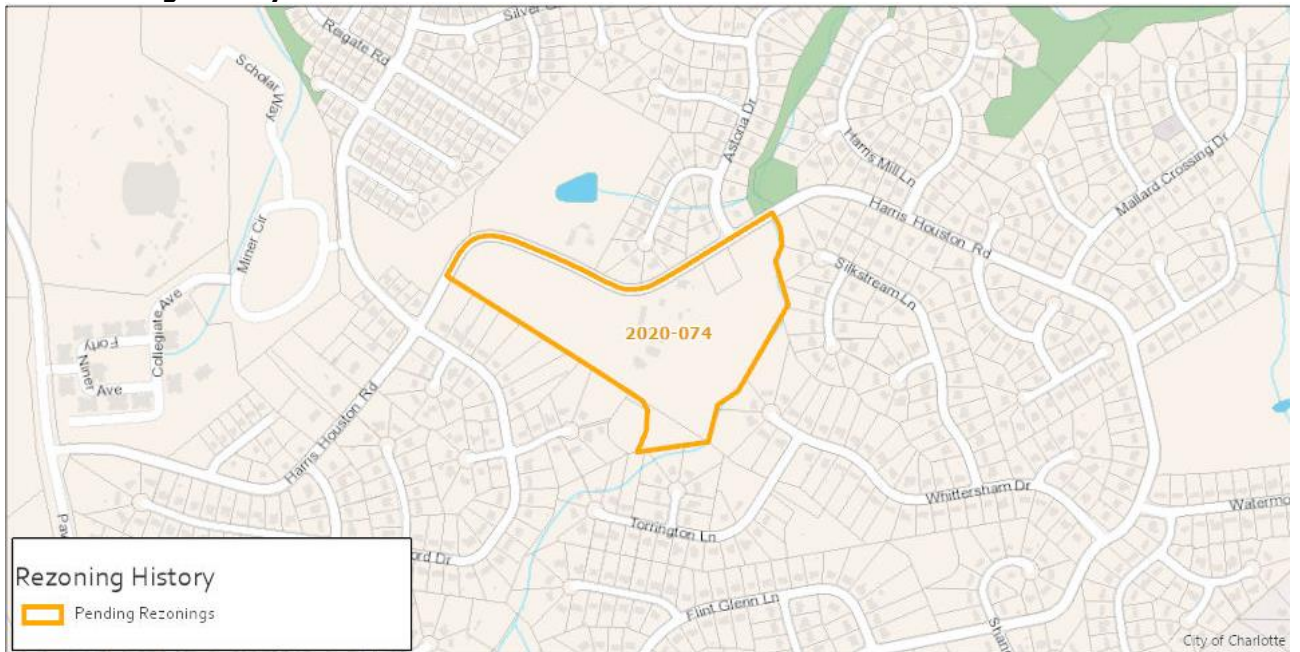 Reigate Rd
Scholar Way
Astoria Dr
Harris Mill Ln
Mallard Crossing Dr
Harris Houston Rd
Miner Cir
Silkstream Ln
Collegiate Ave
2020-074
Forty
Niner
Ave
Harris Houston Rd
Whittersham Dr
Torrington Ln
Flint Glenn Ln
Rezoning History
Pending Rezonings
City of Charlotte